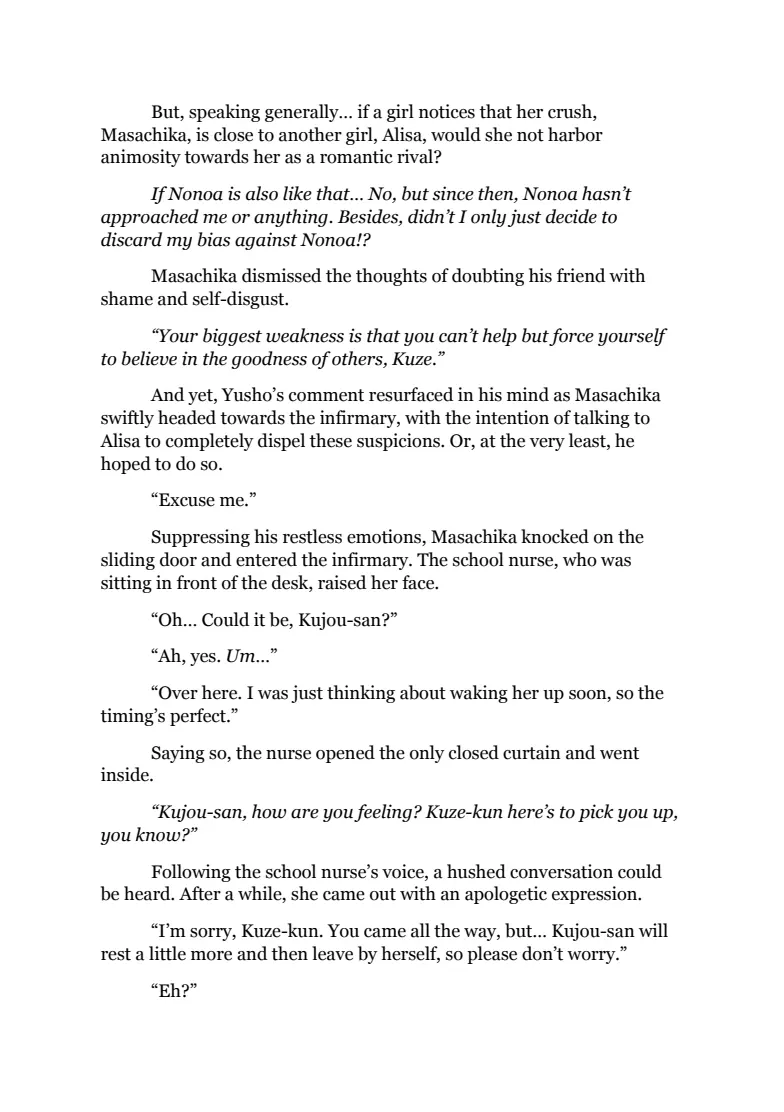 But, speaking generally… if a girl notices that her crush,
Masachika, is close to another girl, Alisa, would she not harbor
animosity towards her as a romantic rival?
If Nonoa is also like that… No, but since then, Nonoa hasn’t
approached me or anything. Besides, didn’t I only just decide to
discard my bias against Nonoa!?
Masachika dismissed the thoughts of doubting his friend with
shame and self-disgust.
“Your biggest weakness is that you can’t help but force yourself
to believe in the goodness of others, Kuze.”
And yet, Yusho’s comment resurfaced in his mind as Masachika
swiftly headed towards the infirmary, with the intention of talking to
Alisa to completely dispel these suspicions. Or, at the very least, he
hoped to do so.
“Excuse me.”
Suppressing his restless emotions, Masachika knocked on the
sliding door and entered the infirmary. The school nurse, who was
sitting in front of the desk, raised her face.
“Oh… Could it be, Kujou-san?”
“Ah, yes. Um…”
“Over here. I was just thinking about waking her up soon, so the
timing’s perfect.”
Saying so, the nurse opened the only closed curtain and went
inside.
“Kujou-san, how are you feeling? Kuze-kun here’s to pick you up,
you know?”
Following the school nurse’s voice, a hushed conversation could
be heard. After a while, she came out with an apologetic expression.
“I’m sorry, Kuze-kun. You came all the way, but… Kujou-san will
rest a little more and then leave by herself, so please don’t worry.”
“Eh?”